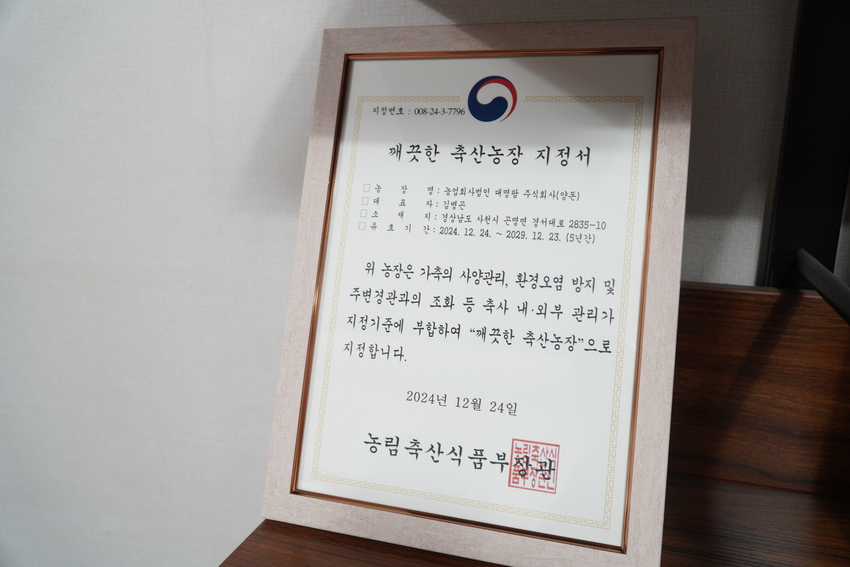 지정번호 : 008-24-3-7796
깨끗한 축산농장 지정서
□ 농 장 명 : 농업회사법인 대명팜 주식회사(양돈)
□ 대 표 자 : 김병곤
□ 소 재 지 : 경상남도 사천시 곤명면 경서대로 2835-10
□ 유 효 기 간 : 2024. 12. 24. ~ 2029. 12. 23. (5년간)
위 농장은 가축의 사양관리, 환경오염 방지 및
주변경관과의 조화 등 축사 내·외부 관리가
지정기준에 부합하여 “깨끗한 축산농장”으로
지정합니다.
2024년 12월 24일
농림축산식품부장관